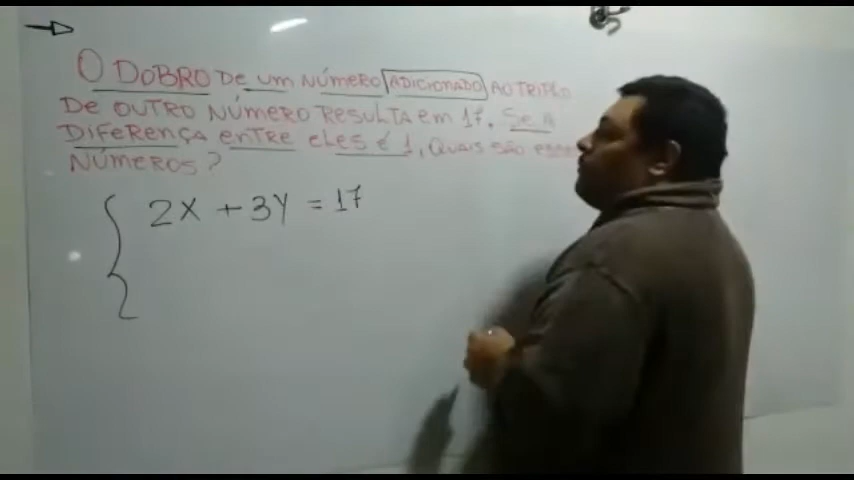 O DOBRO DE UM NÚMERO ADICIONADO AO TRIPLO
DE OUTRO NÚMERO RESULTA EM 17. SE A
DIFERENÇA ENTRE ELES É 1, QUAIS SÃO ESSES
NÚMEROS?
2X + 3Y = 17